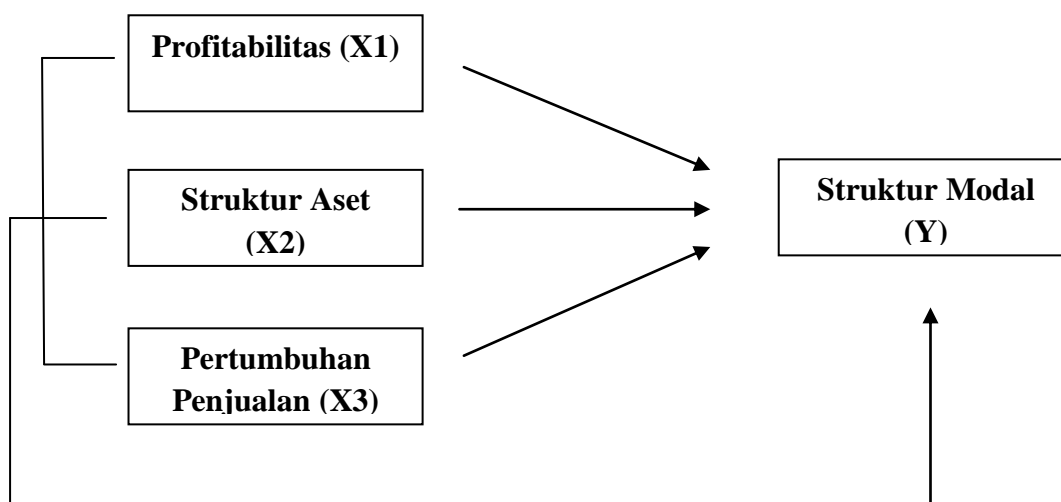 Profitabilitas (X1)
Struktur Aset
(X2)
Pertumbuhan
Penjualan (X3)
Struktur Modal
(Y)